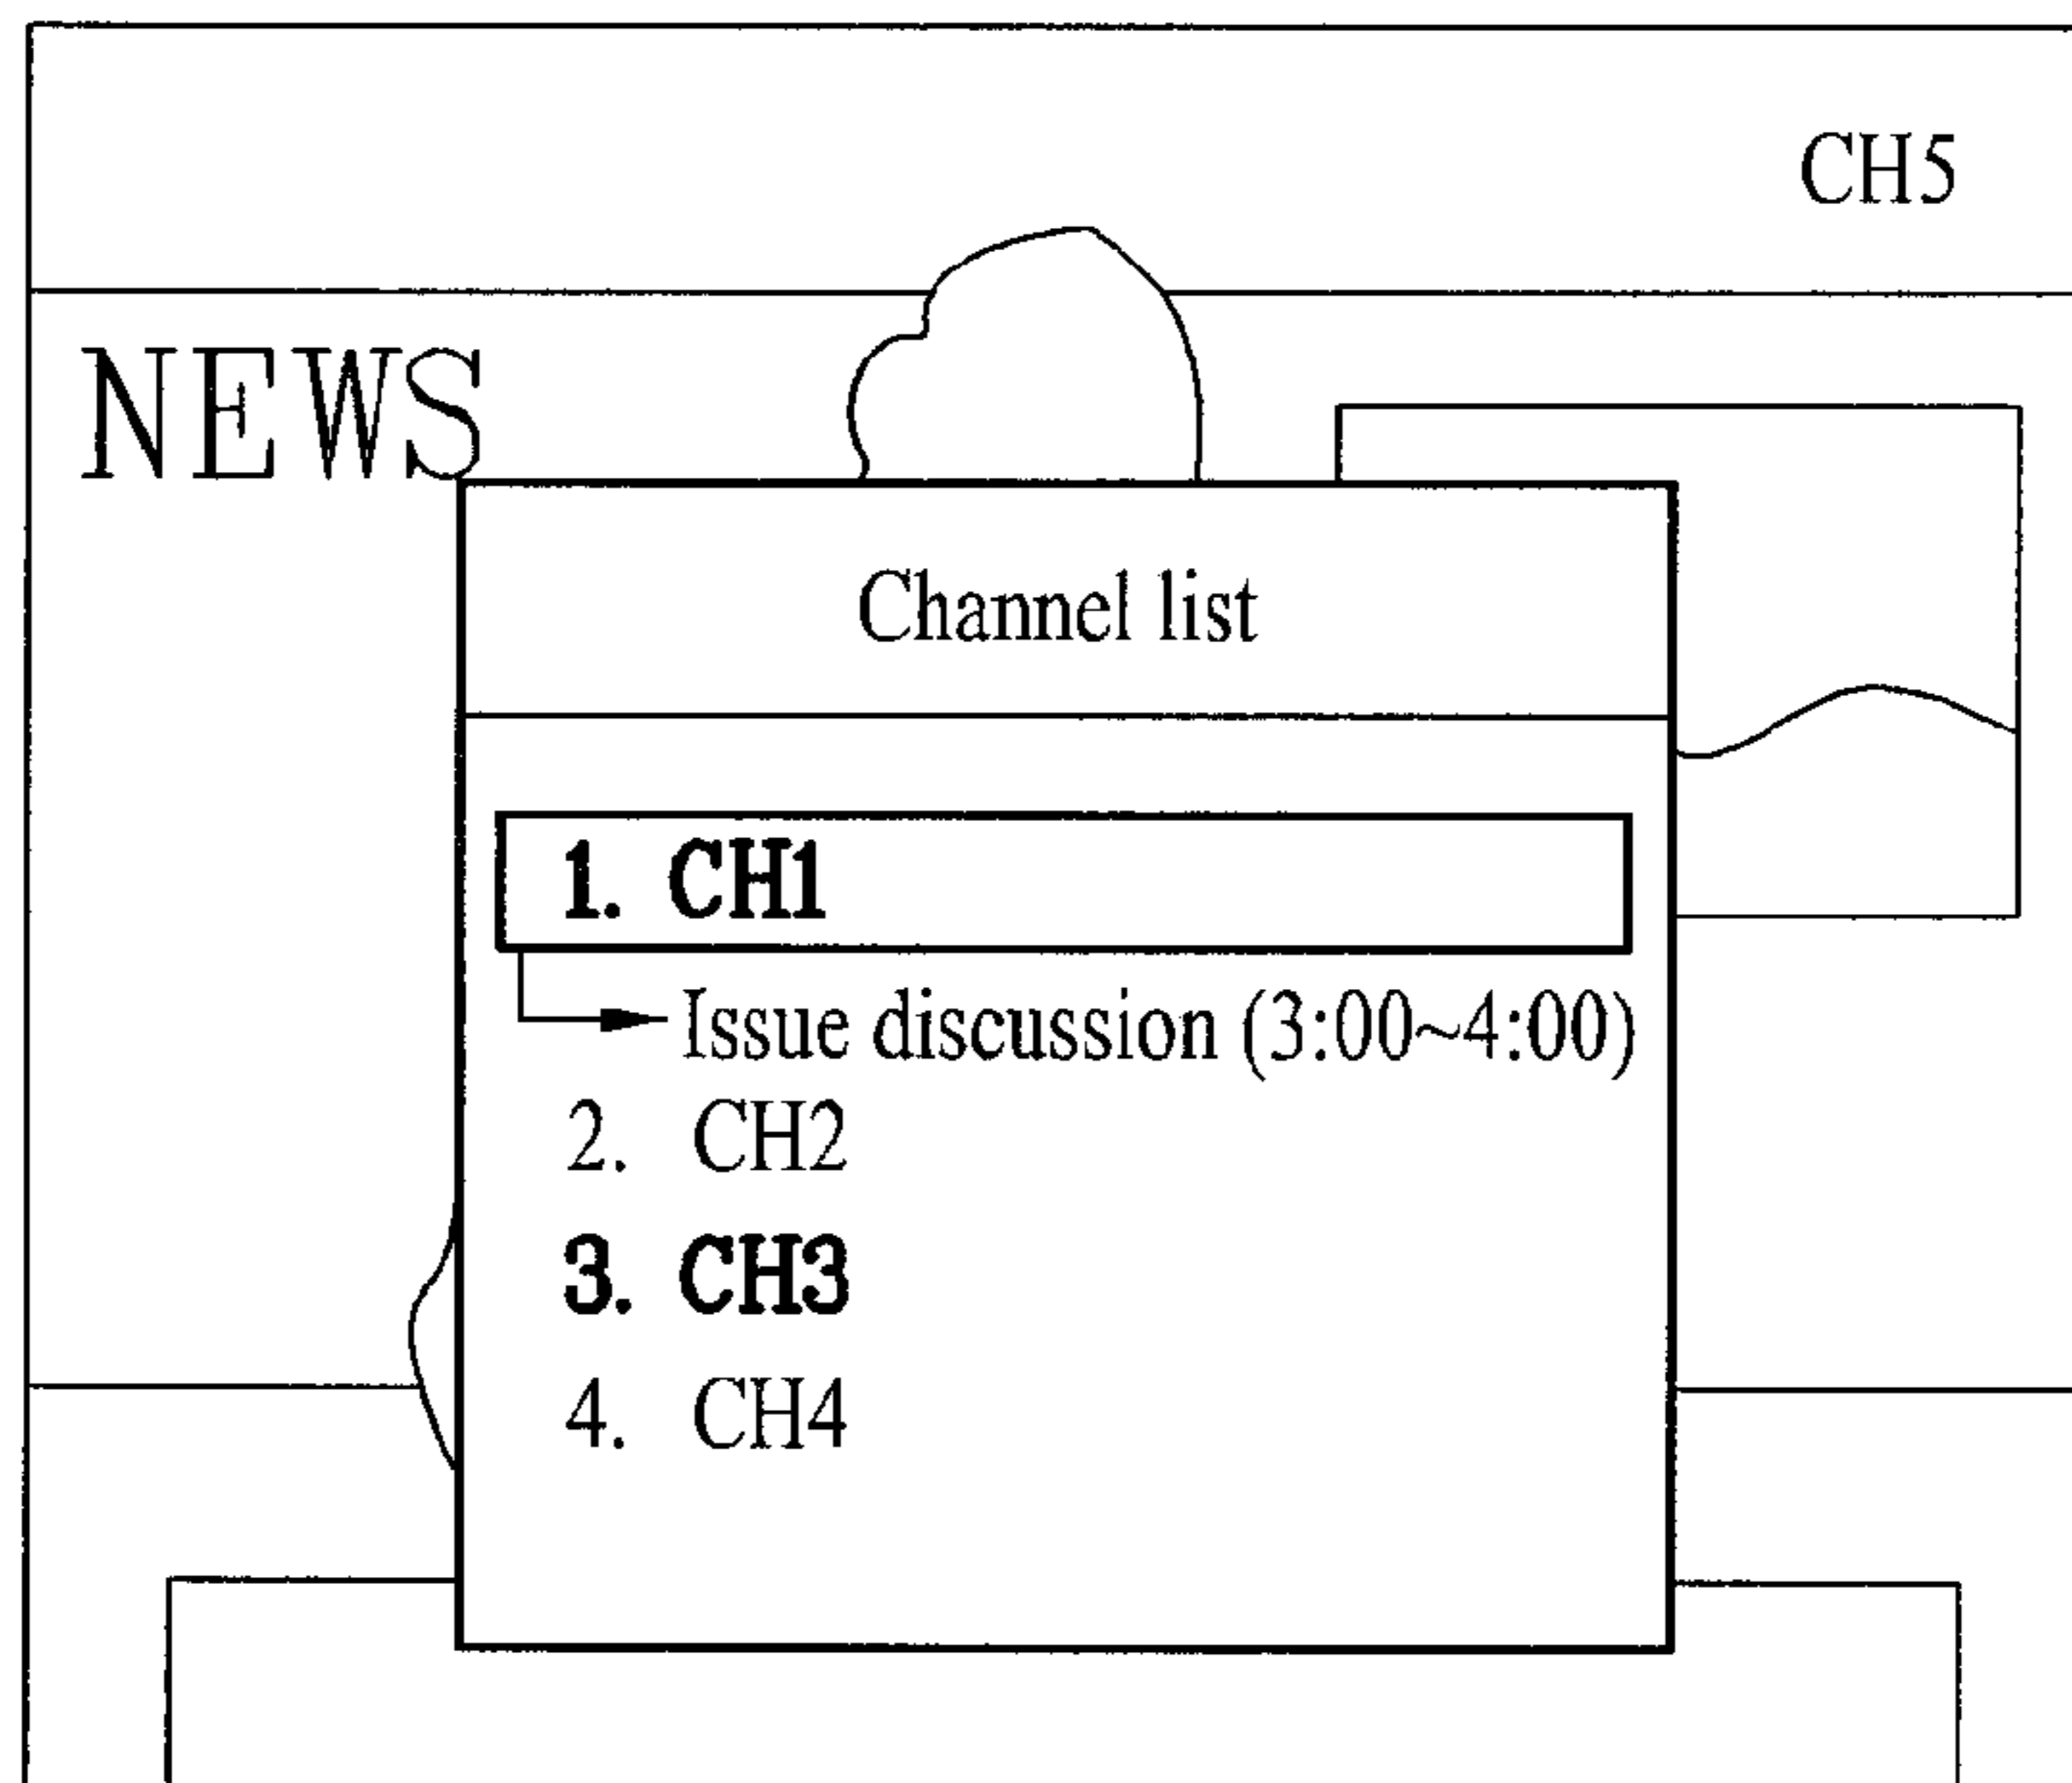 CH5
NEWS
Channel list
1. CH1
Issue discussion (3:00~4:00)
2. CH2
3. CH3
4. CH4